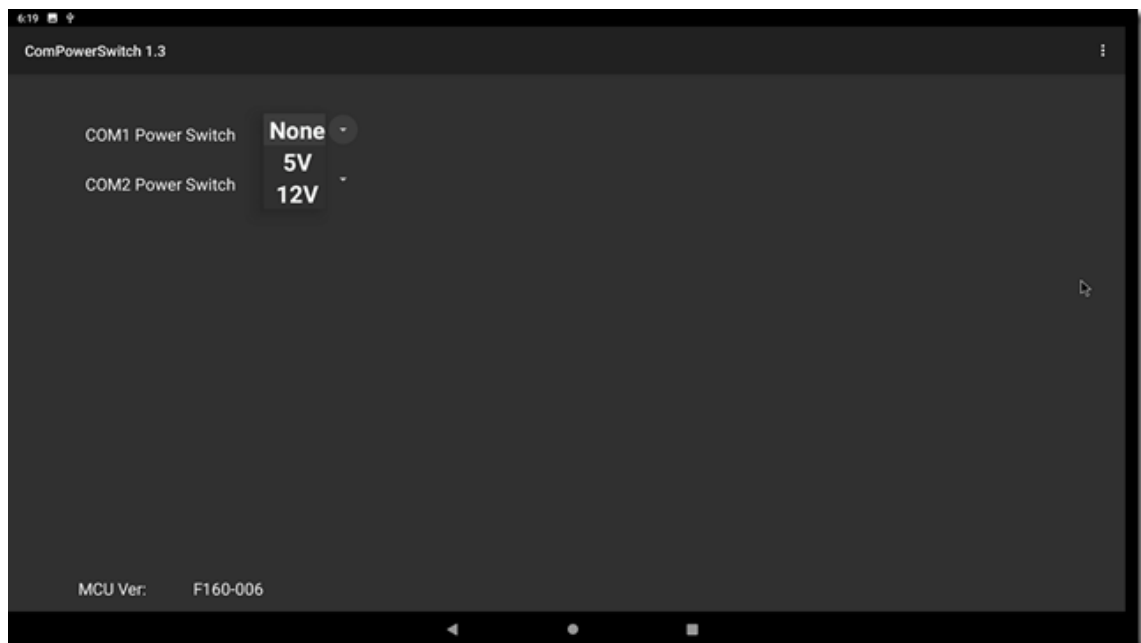 6:19
ComPowerSwitch 1.3
COM1 Power Switch None
5V
COM2 Power Switch
12V
MCU Ver: F160-006